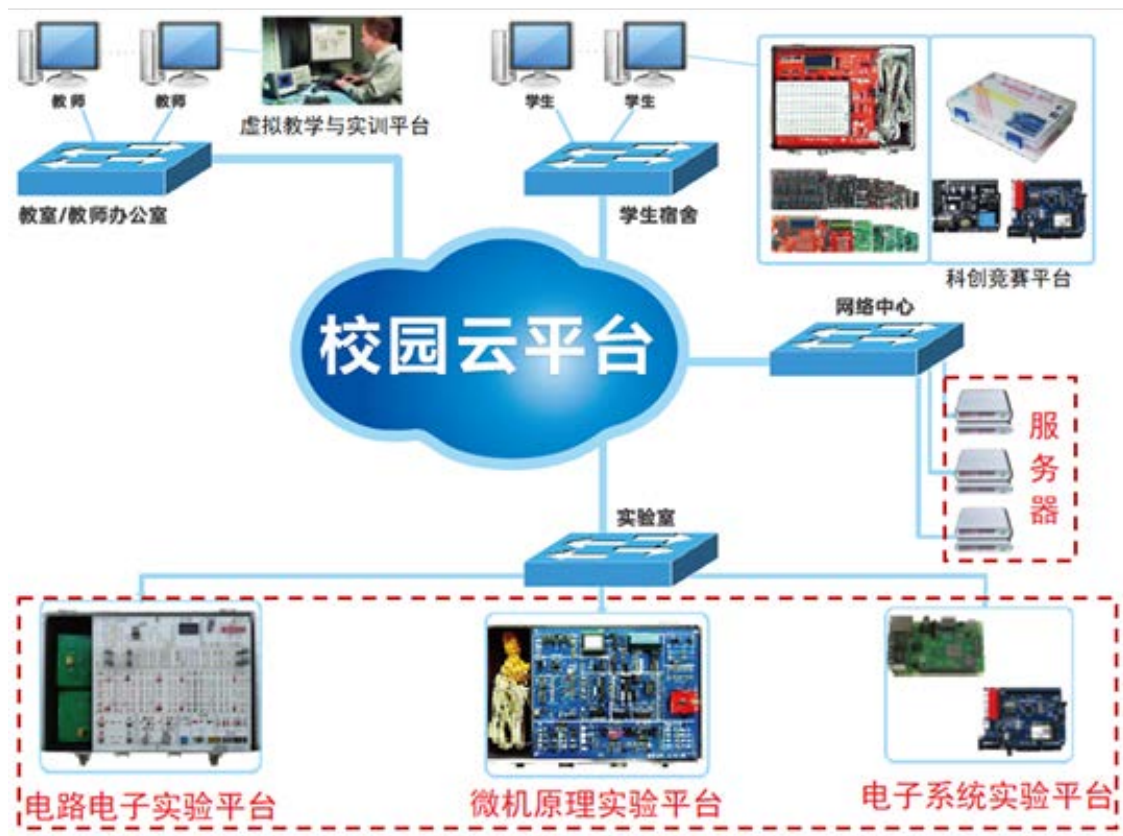 教师
教师
学生
学生
虚拟教学与实训平台
教室/教师办公室
学生宿舍
科创竞赛平台
网络中心
校园云平台
服务器
实验室
电路电子实验平台
微机原理实验平台
电子系统实验平台